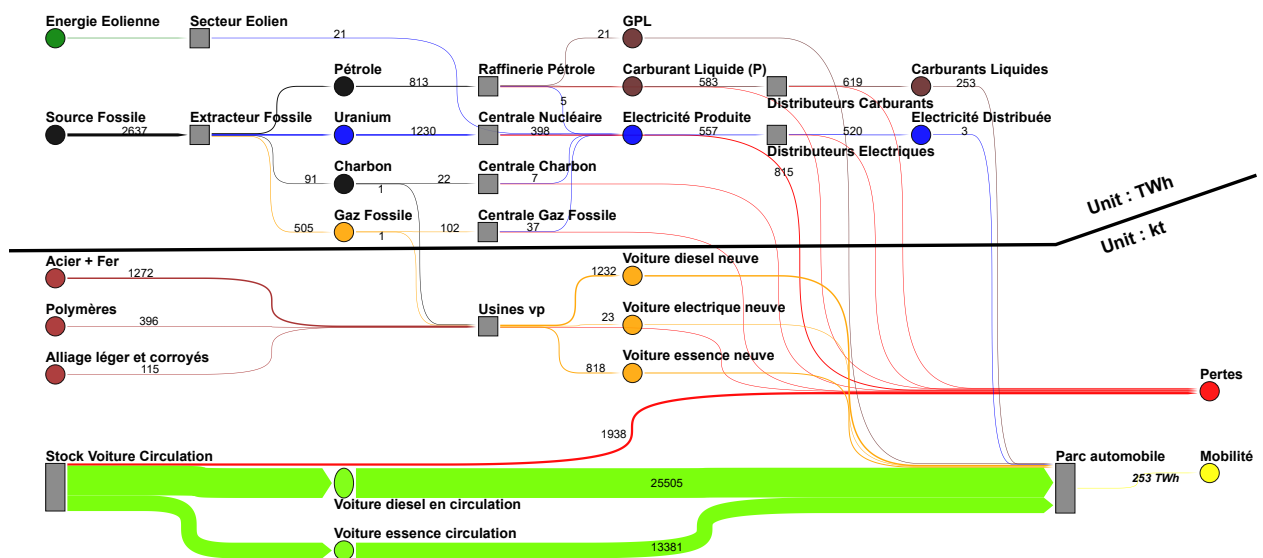 Energie Eolienne
Secteur Eolien
GPL
21
21
Pétrole
Raffinerie Pétrole
Carburant Liquide (P)
Carburants Liquides
813
583
619
253
5
Distributeurs Carburants
Source Fossile
Extracteur Fossile
Uranium
Centrale Nucléaire
Electricité Produite
Electricité Distribuée
2637
1230
398
557
520
3
Distributeurs Electriques
Charbon
Centrale Charbon
815
91
1
22
7
Unit : TWh
Gaz Fossile
Centrale Gaz Fossile
505
1
102
37
Unit : kt
Acier + Fer
Voiture diesel neuve
1272
1232
Polymères
Usines vp
Voiture electrique neuve
396
23
Alliage léger et corroyés
Voiture essence neuve
115
818
Pertes
1938
Stock Voiture Circulation
Parc automobile
Mobilité
25505
253 TWh
Voiture diesel en circulation
Voiture essence circulation
13381